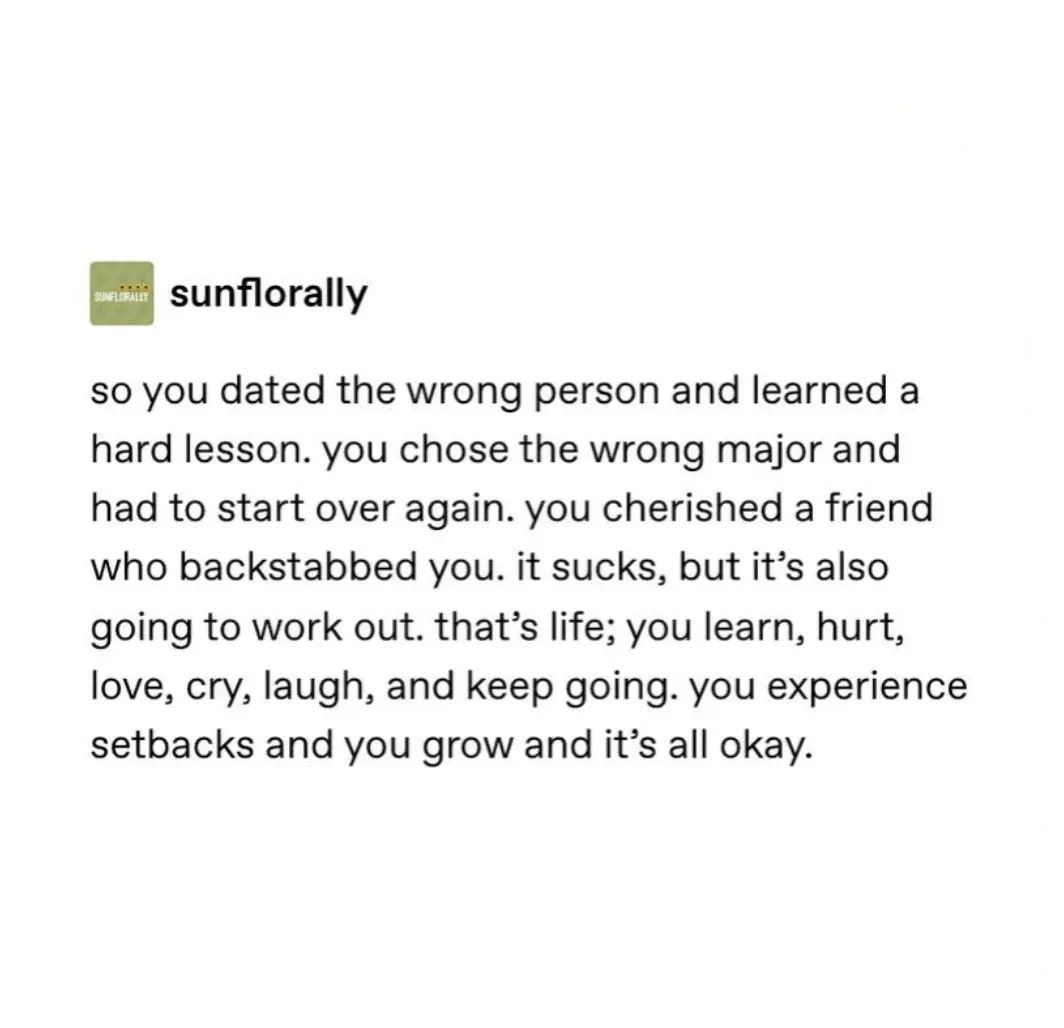 SUNFLORALLY
sunflorally
so you dated the wrong person and learned a
hard lesson. you chose the wrong major and
had to start over again. you cherished a friend
who backstabbed you. it sucks, but it’s also
going to work out. that’s life; you learn, hurt,
love, cry, laugh, and keep going. you experience
setbacks and you grow and it’s all okay.